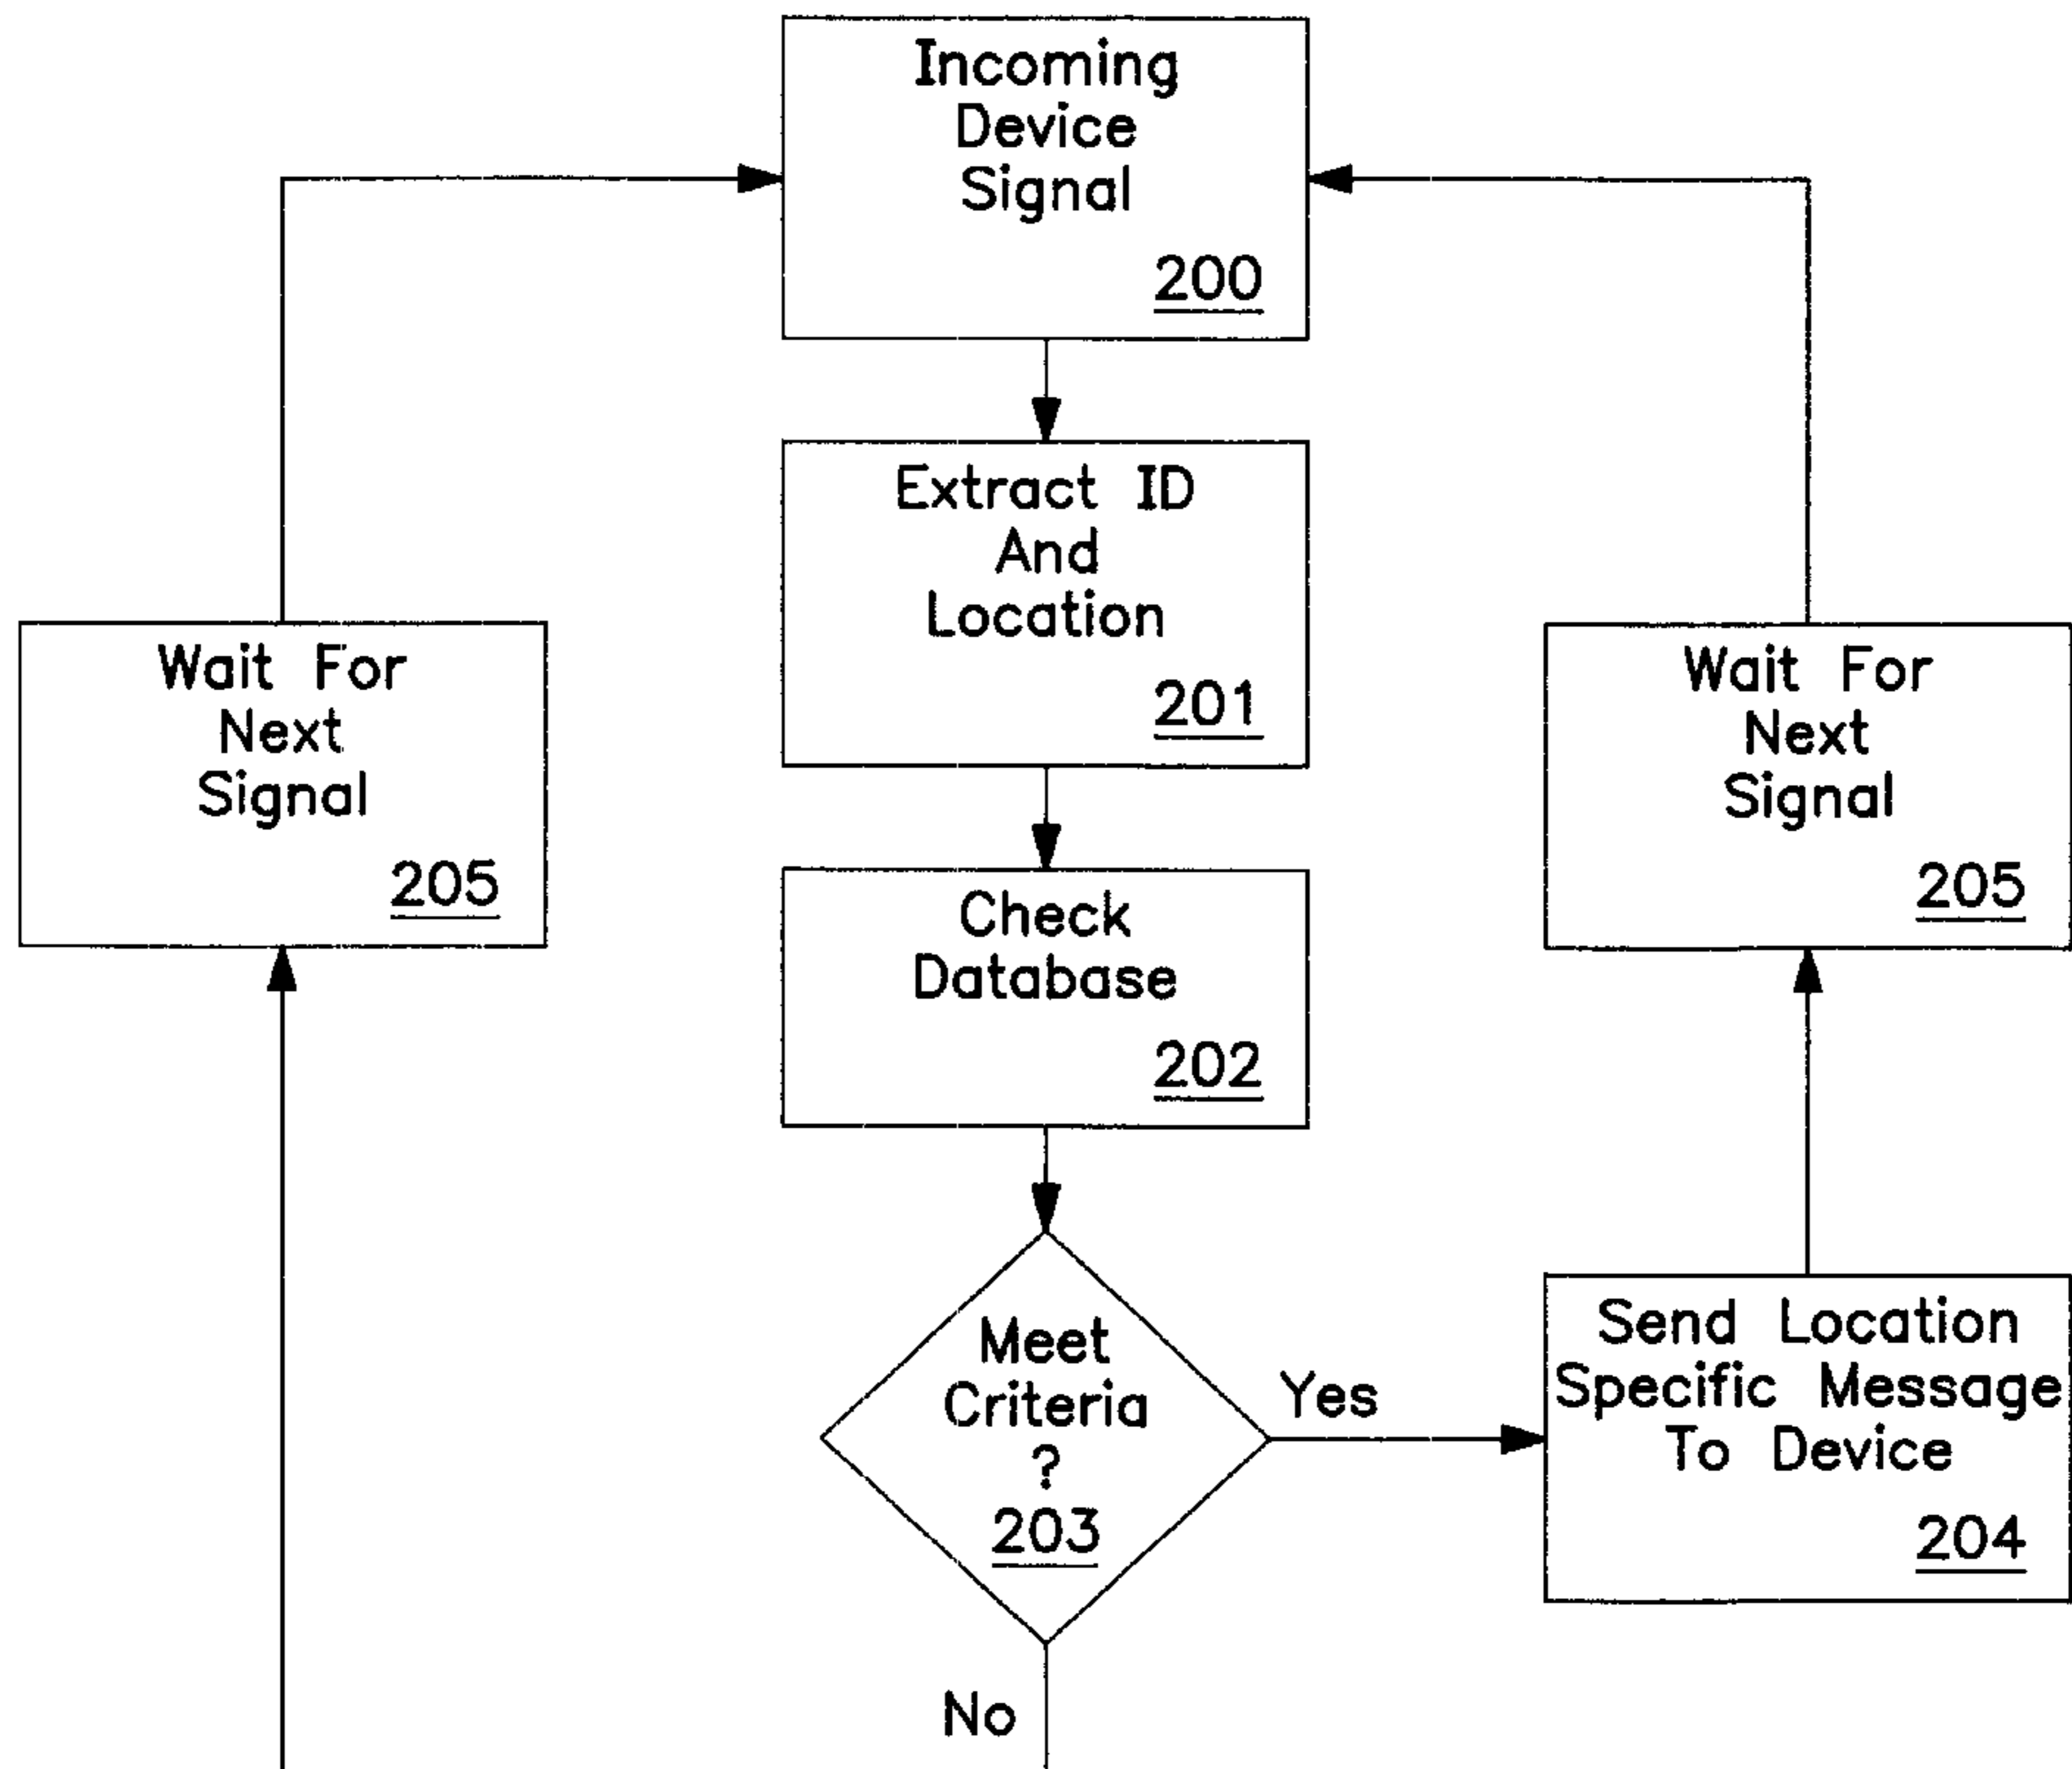 Incoming
Device
Signal
200
Extract ID
And
Location
201
Wait For
Next
Signal
205
Wait For
Next
Signal
205
Check
Database
202
Meet
Criteria
?
203
Yes
Send Location
Specific Message
To Device
204
No